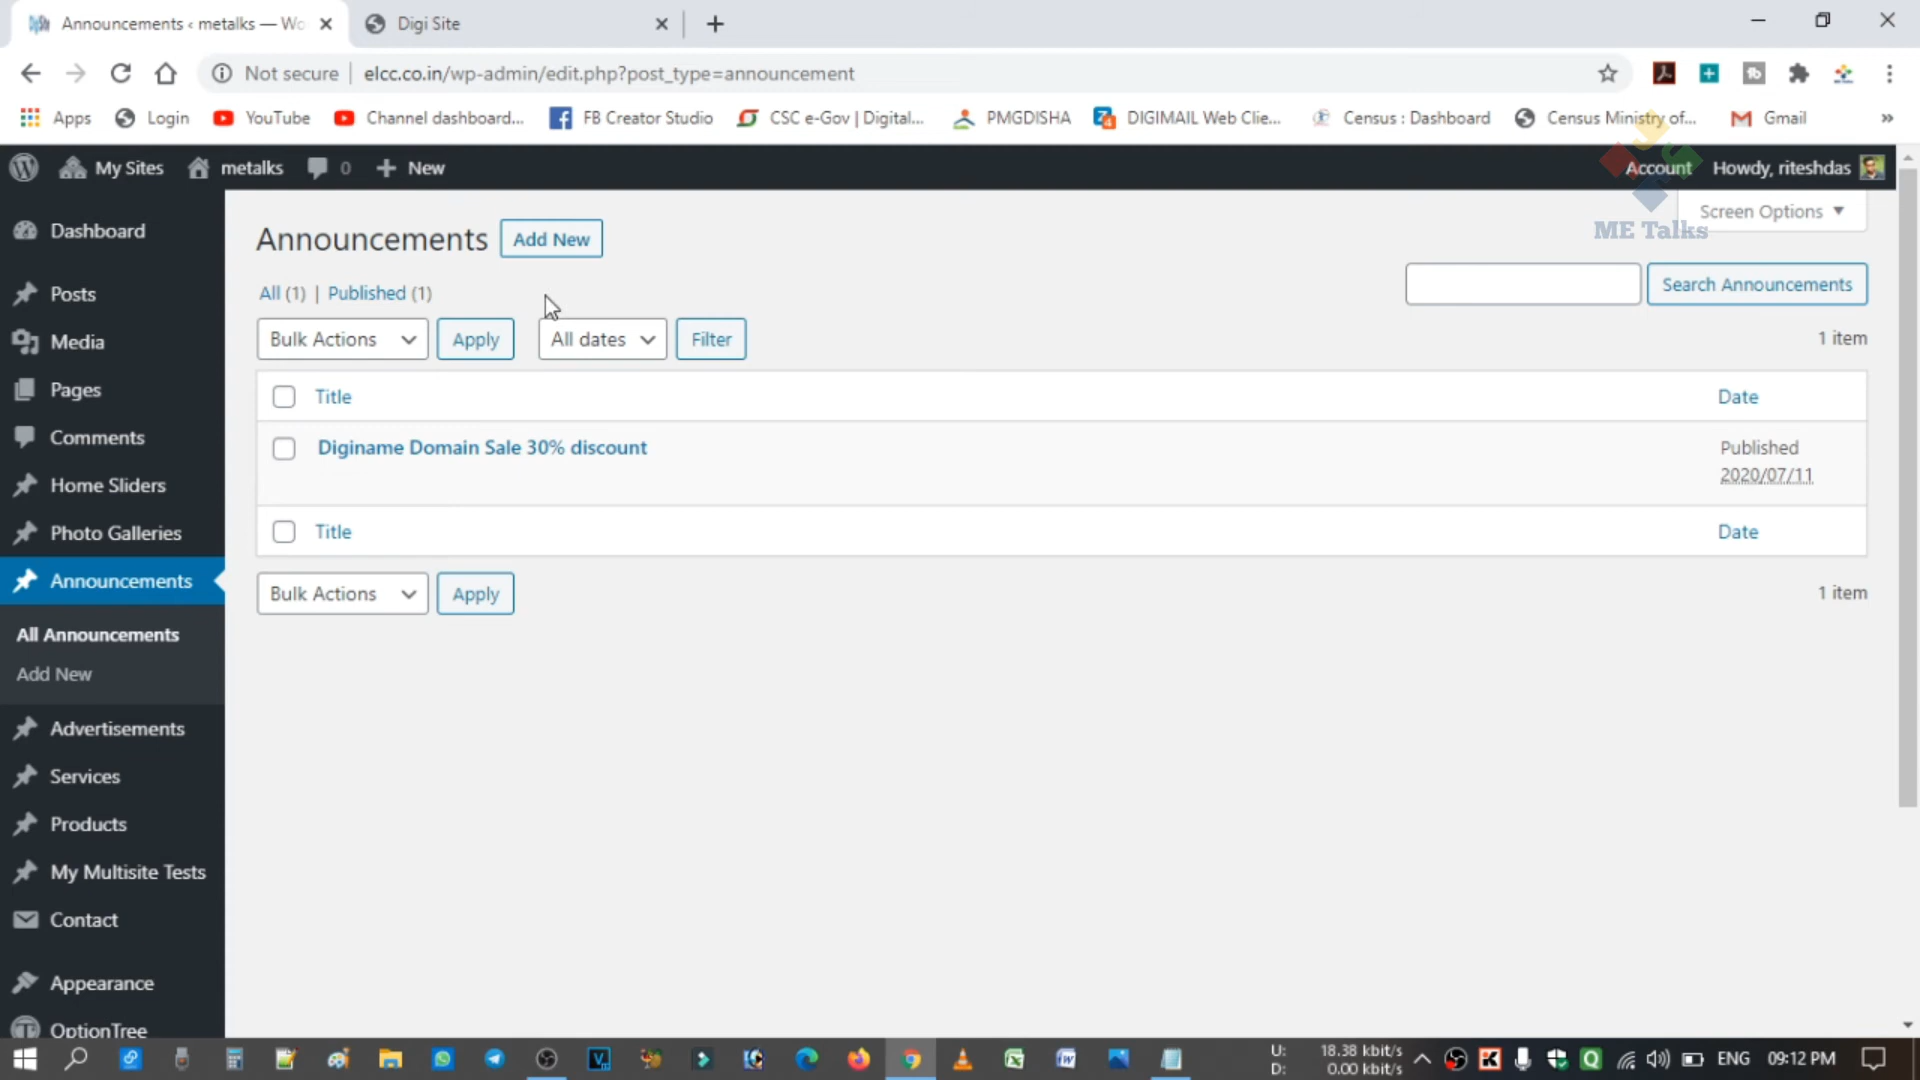 Announcements ‹ metalks — Wo
Digi Site
Not secure
elcc.co.in/wp-admin/edit.php?post_type=announcement
Apps
Login
YouTube
Channel dashboard...
FB Creator Studio
CSC e-Gov | Digital...
PMGDISHA
DIGIMAIL Web Clie...
Census : Dashboard
Census Ministry of...
Gmail
»
My Sites
metalks
0
New
Account
Howdy, riteshdas
Screen Options
ME Talks
Dashboard
Posts
Media
Pages
Comments
Home Sliders
Photo Galleries
Announcements
All Announcements
Add New
Advertisements
Services
Products
My Multisite Tests
Contact
Appearance
OptionTree
Announcements
Add New
All (1) | Published (1)
Search Announcements
Bulk Actions
Apply
All dates
Filter
1 item
Title
Date
Diginame Domain Sale 30% discount
Published
2020/07/11
Title
Date
Bulk Actions
Apply
1 item
U: 18.38 kbit/s
D: 0.00 kbit/s
ENG
09:12 PM